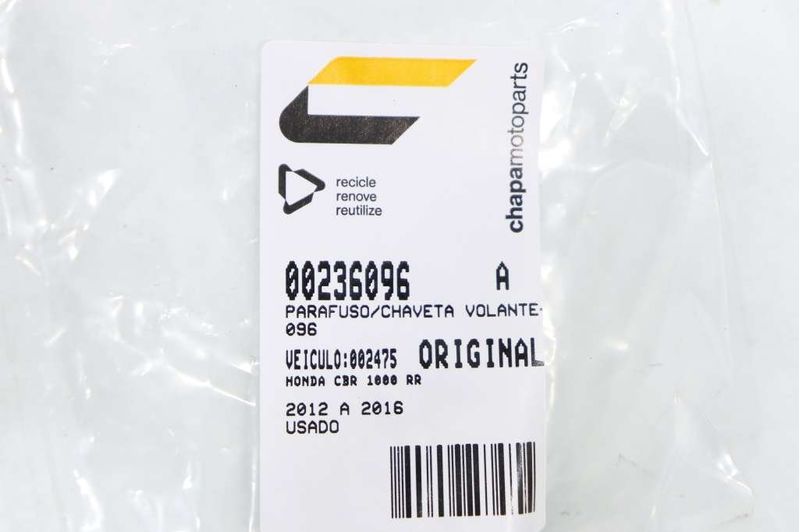 chapamotoparts
recicle
renove
reutilize
00236096 A
PARAFUSO/CHAVETA VOLANTE-
096
VEICULO:002475 ORIGINAL
HONDA CBR 1000 RR
2012 A 2016
USADO